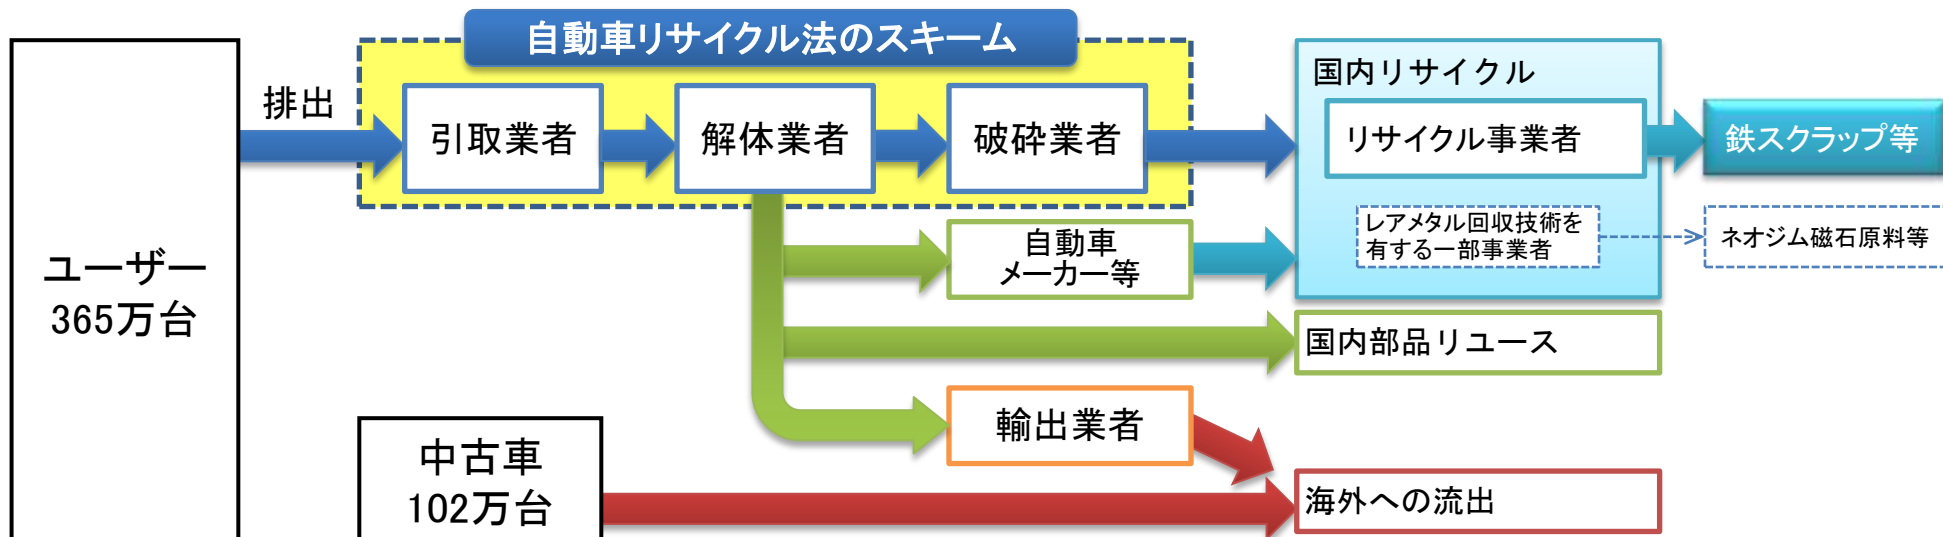 自動車リサイクル法のスキーム
排出
引取業者
解体業者
破砕業者
国内リサイクル
リサイクル事業者
鉄スクラップ等
レアメタル回収技術を
有する一部事業者
ネオジム磁石原料等
自動車
メーカー等
ユーザー
365万台
国内部品リユース
輸出業者
中古車
102万台
海外への流出